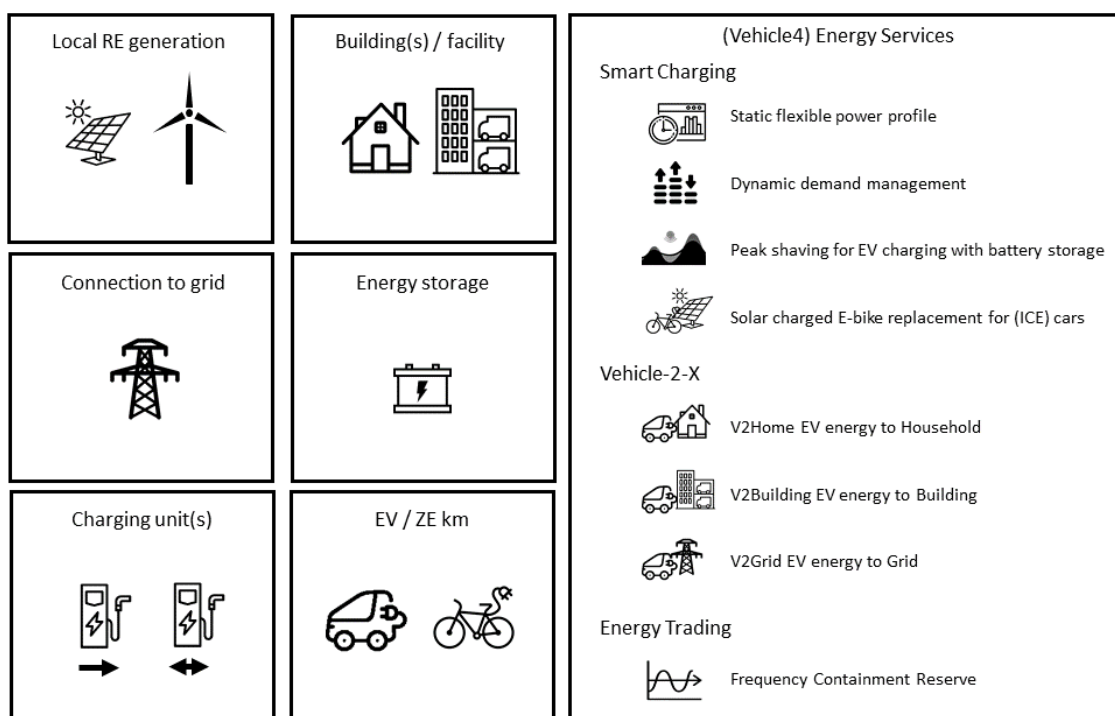 Local RE generation
Building(s) / facility
Connection to grid
Energy storage
Charging unit(s)
EV / ZE km
(Vehicle4) Energy Services
Smart Charging
Static flexible power profile
Dynamic demand management
Peak shaving for EV charging with battery storage
Solar charged E-bike replacement for (ICE) cars
Vehicle-2-X
V2Home EV energy to Household
V2Building EV energy to Building
V2Grid EV energy to Grid
Energy Trading
Frequency Containment Reserve